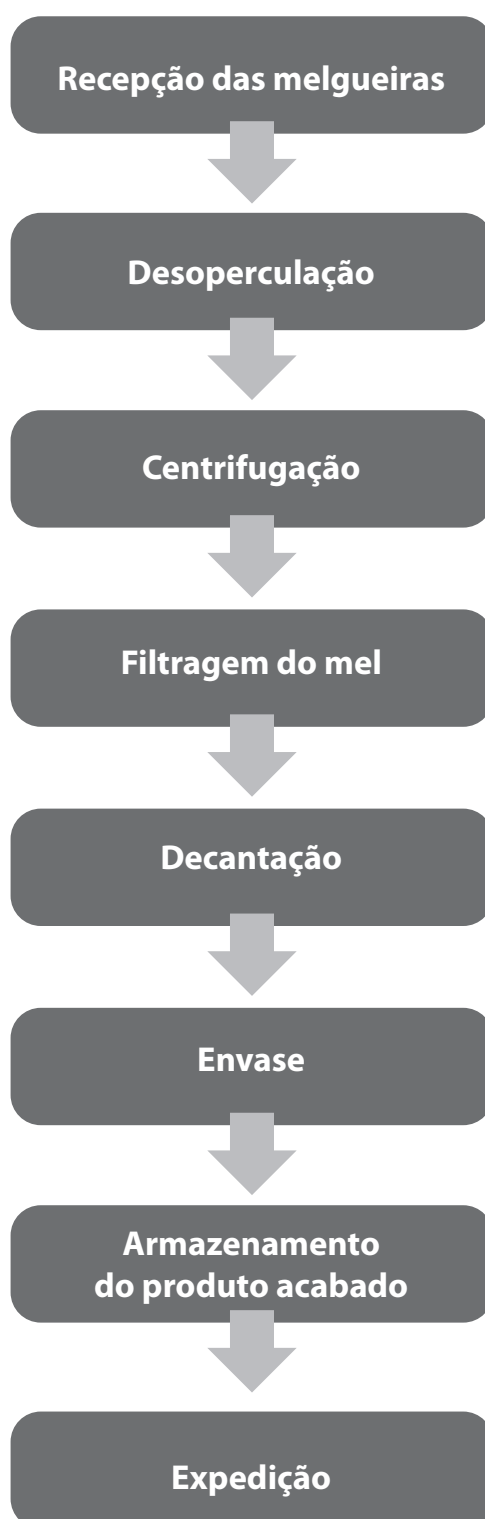 Recepção das melgueiras
Desoperculação
Centrifugação
Filtragem do mel
Decantação
Envase
Armazenamento
do produto acabado
Expedição